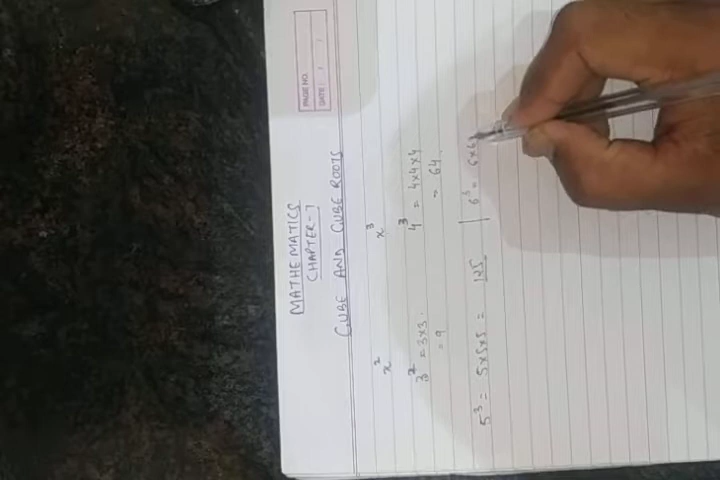 PAGE NO.
DATE / /
MATHEMATICS
CHAPTER-7
CUBE AND CUBE ROOTS
x² x³
3² = 3×3. 4³ = 4×4×4
= 9 = 64
5³ = 5×5×5 = 125 | 6³ = 6×6